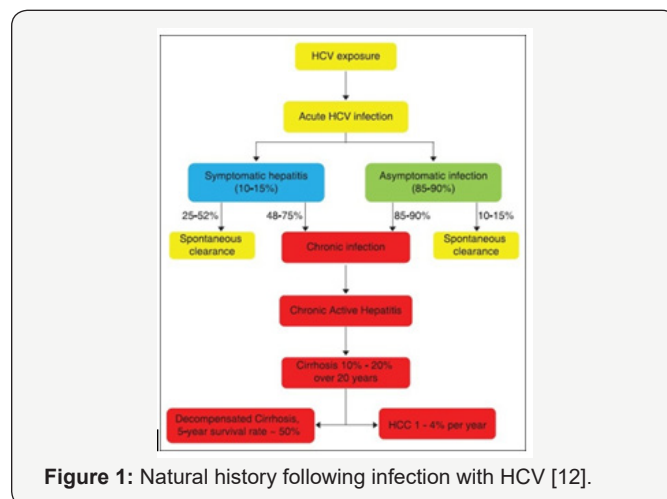 HCV exposure
Acute HCV infection
Symptomatic hepatitis
(10-15%)
Asymptomatic infection
(85-90%)
25-52%
48-75%
85-90%
10-15%
Spontaneous
clearance
Chronic infection
Spontaneous
clearance
Chronic Active Hepatitis
Cirrhosis 10% - 20%
over 20 years
Decompensated Cirrhosis,
5-year survival rate ~ 50%
HCC 1 - 4% per year
Figure 1: Natural history following infection with HCV [12].